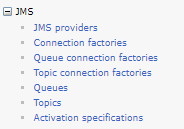 JMS
JMS providers
Connection factories
Queue connection factories
Topic connection factories
Queues
Topics
Activation specifications